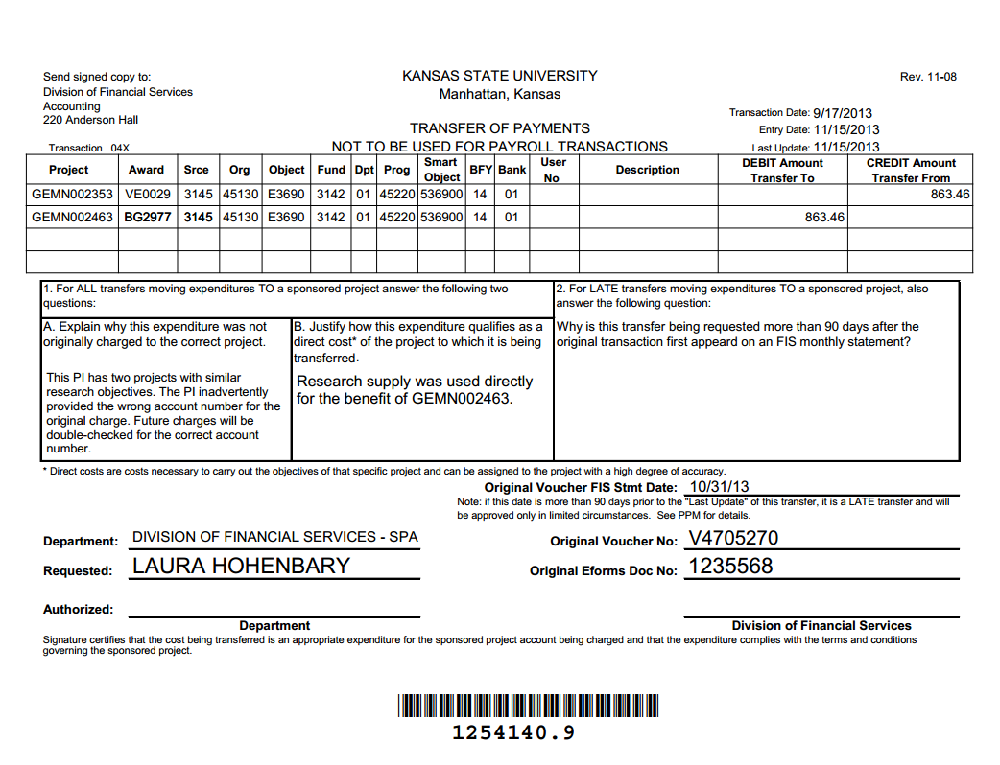 Send signed copy to:
Division of Financial Services
Accounting
220 Anderson Hall
KANSAS STATE UNIVERSITY
Manhattan, Kansas
Rev. 11-08
Transaction Date: 9/17/2013
Entry Date: 11/15/2013
Last Update: 11/15/2013
TRANSFER OF PAYMENTS
NOT TO BE USED FOR PAYROLL TRANSACTIONS
Transaction 04X
Project Award Srce Org Object Fund Dpt Prog Smart Object BFY Bank User No Description DEBIT Amount Transfer To CREDIT Amount Transfer From
GEMN002353 VE0029 3145 45130 E3690 3142 01 45220 536900 14 01 863.46
GEMN002463 BG2977 3145 45130 E3690 3142 01 45220 536900 14 01 863.46
1. For ALL transfers moving expenditures TO a sponsored project answer the following two
questions:
A. Explain why this expenditure was not
originally charged to the correct project.
This PI has two projects with similar
research objectives. The PI inadvertently
provided the wrong account number for the
original charge. Future charges will be
double-checked for the correct account
number.
B. Justify how this expenditure qualifies as a
direct cost* of the project to which it is being
transferred.
Research supply was used directly
for the benefit of GEMN002463.
2. For LATE transfers moving expenditures TO a sponsored project, also
answer the following question:
Why is this transfer being requested more than 90 days after the
original transaction first appeard on an FIS monthly statement?
* Direct costs are costs necessary to carry out the objectives of that specific project and can be assigned to the project with a high degree of accuracy.
Original Voucher FIS Stmt Date: 10/31/13
Note: if this date is more than 90 days prior to the "Last Update" of this transfer, it is a LATE transfer and will
be approved only in limited circumstances. See PPM for details.
Department: DIVISION OF FINANCIAL SERVICES - SPA
Original Voucher No: V4705270
Requested: LAURA HOHENBARY
Original Eforms Doc No: 1235568
Authorized:
Department
Division of Financial Services
Signature certifies that the cost being transferred is an appropriate expenditure for the sponsored project account being charged and that the expenditure complies with the terms and conditions
governing the sponsored project.
1254140.9